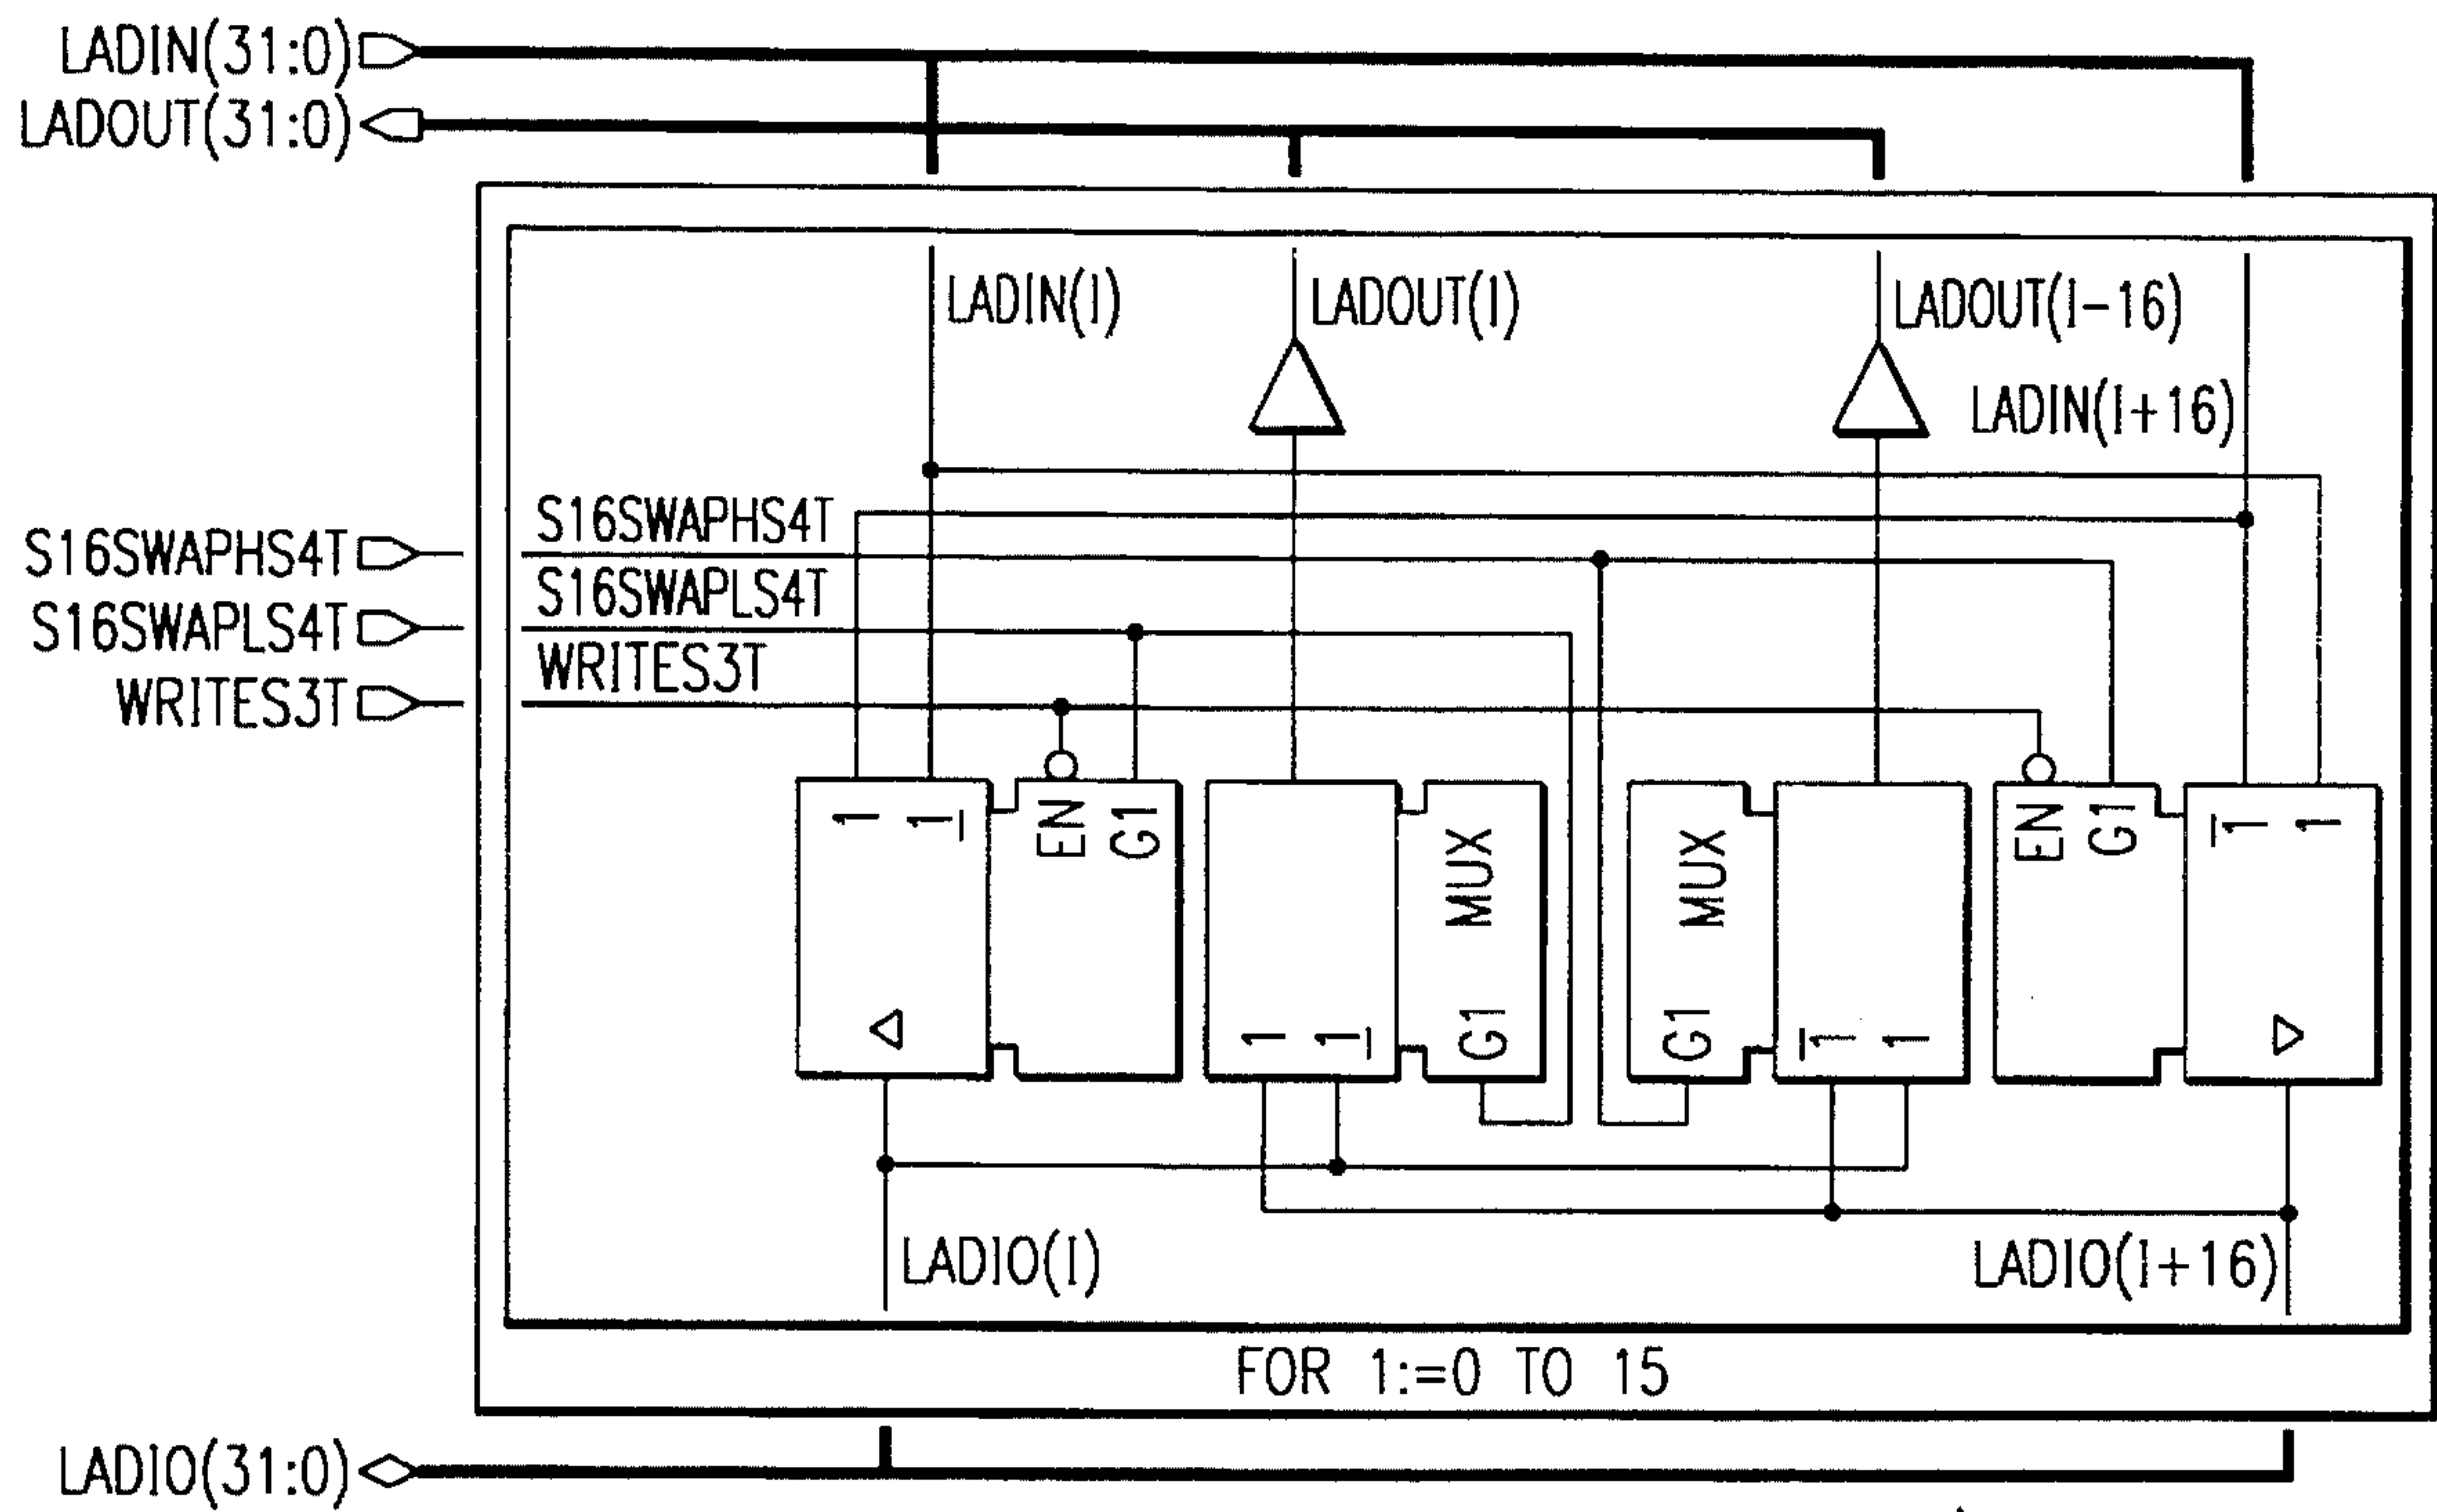 LADIN(31:0)
LADOUT(31:0)
LADIN(I)
LADOUT(I)
LADOUT(I-16)
LADIN(I+16)
S16SWAPHS4T
S16SWAPHS4T
S16SWAPLS4T
S16SWAPLS4T
WRITES3T
WRITES3T
1 1 EN G1
MUX
G1
1 1
MUX
G1
1 1
EN G1 1 1
LADIO(I)
LADIO(I+16)
FOR 1:=0 TO 15
LADIO(31:0)